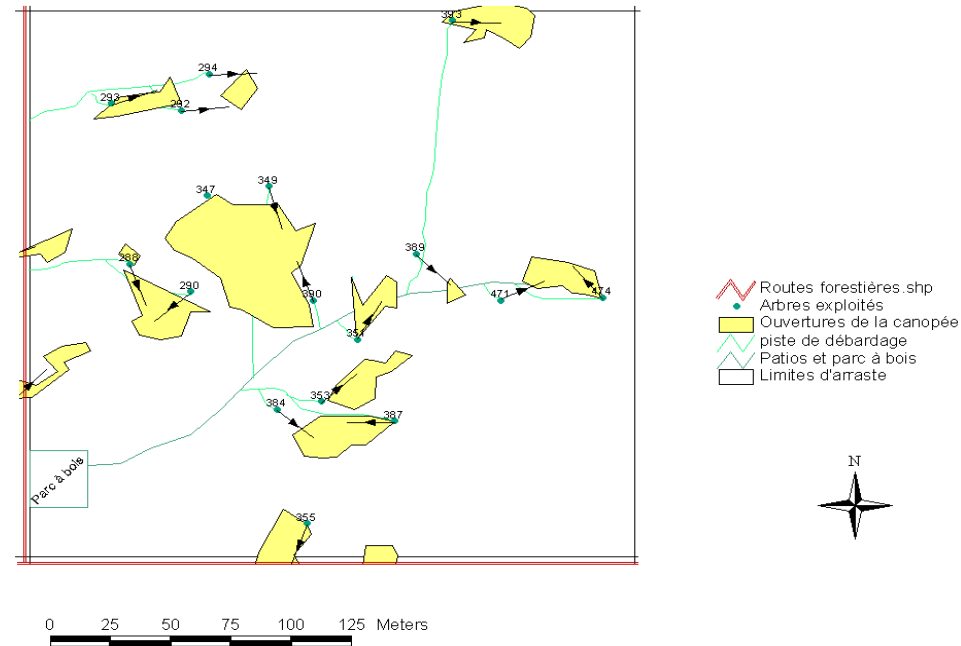 393
294
293
292
349
347
389
288
290
390
471
474
351
353
384
387
Parc à bois
355
Routes forestières.shp
Arbres exploités
Ouvertures de la canopée
piste de débardage
Patios et parc à bois
Limites d'arraste
N
0 25 50 75 100 125 Meters